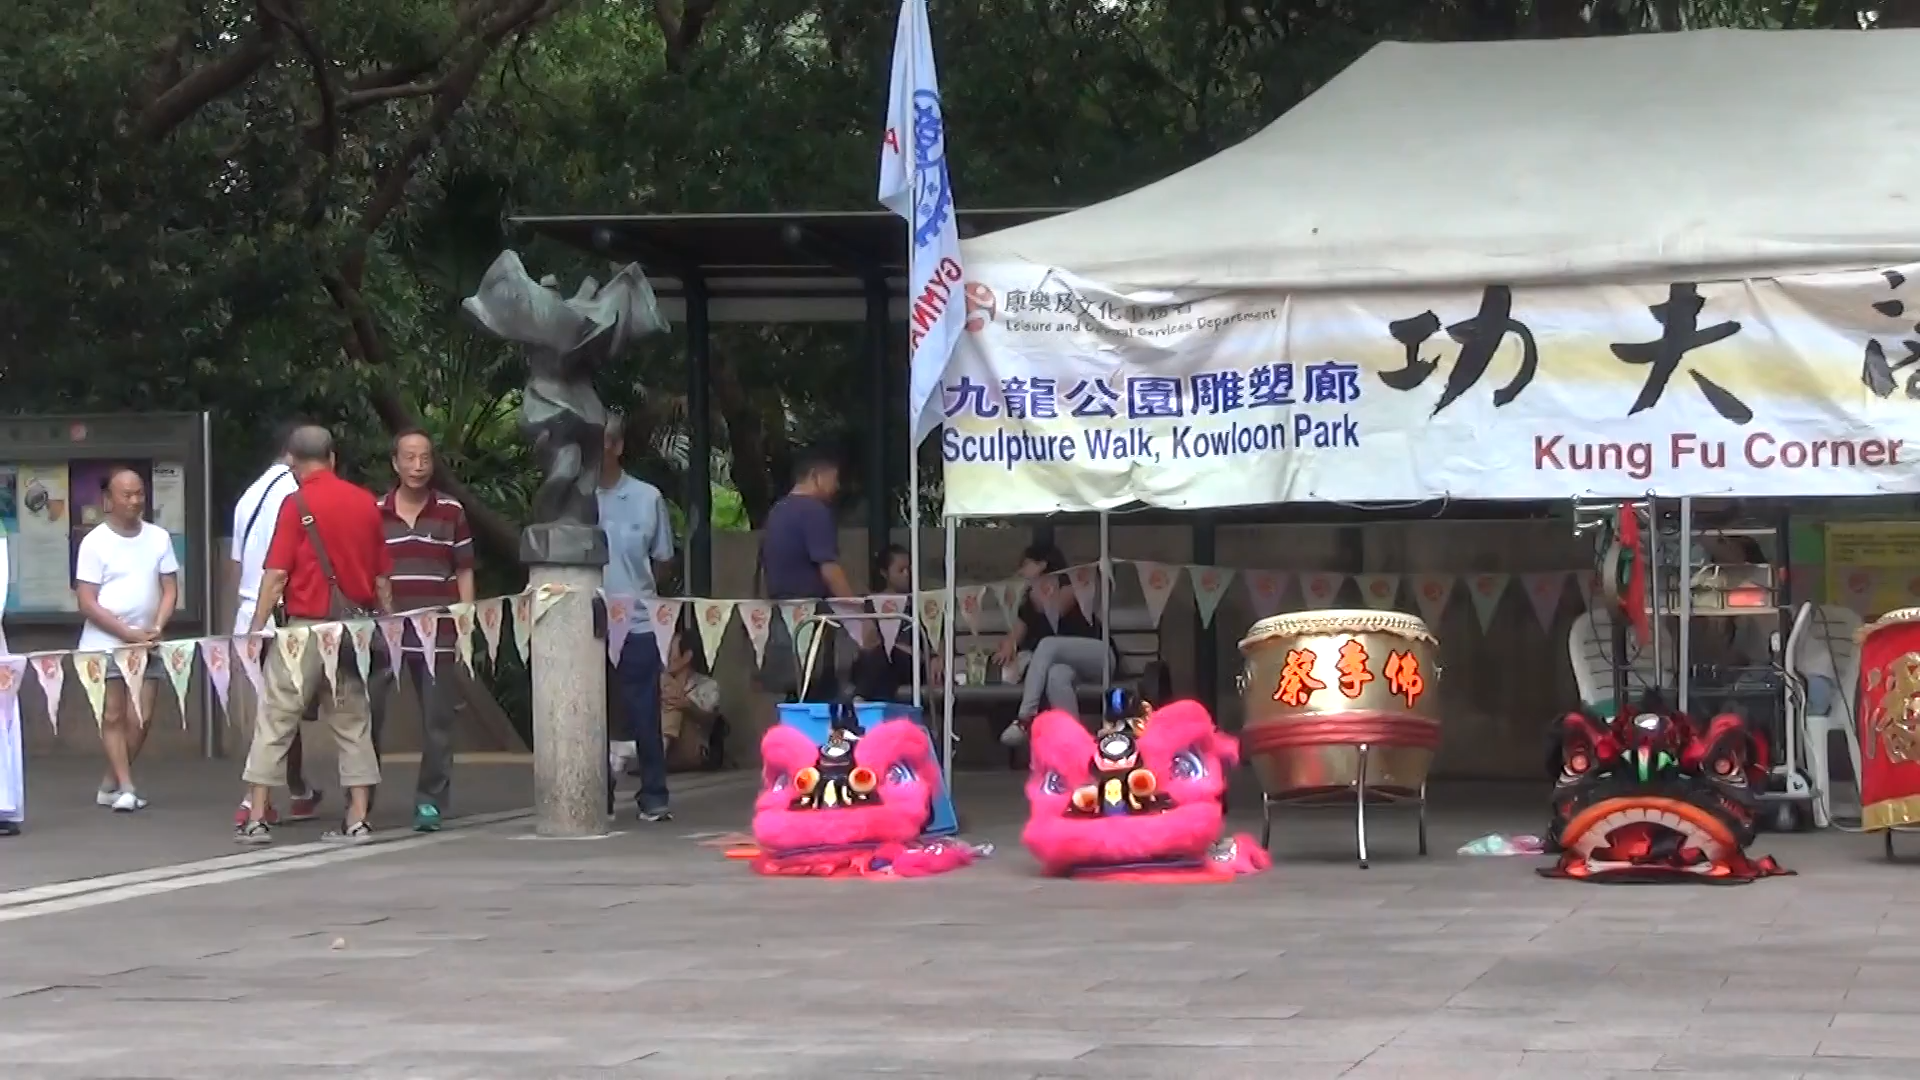 GYMNA
康樂及文化事務署
Leisure and Cultural Services Department
九龍公園雕塑廊
Sculpture Walk, Kowloon Park
功夫
Kung Fu Corner
蔡李佛